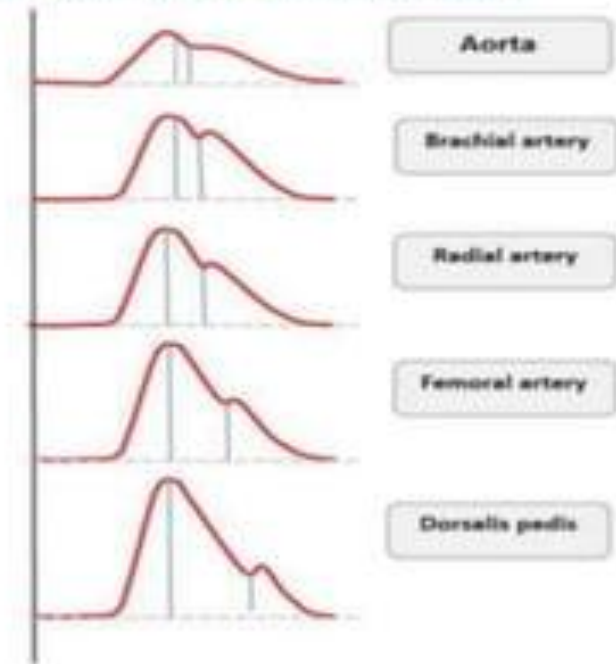 Aorta
Brachial artery
Radial artery
Femoral artery
Dorsalis pedis